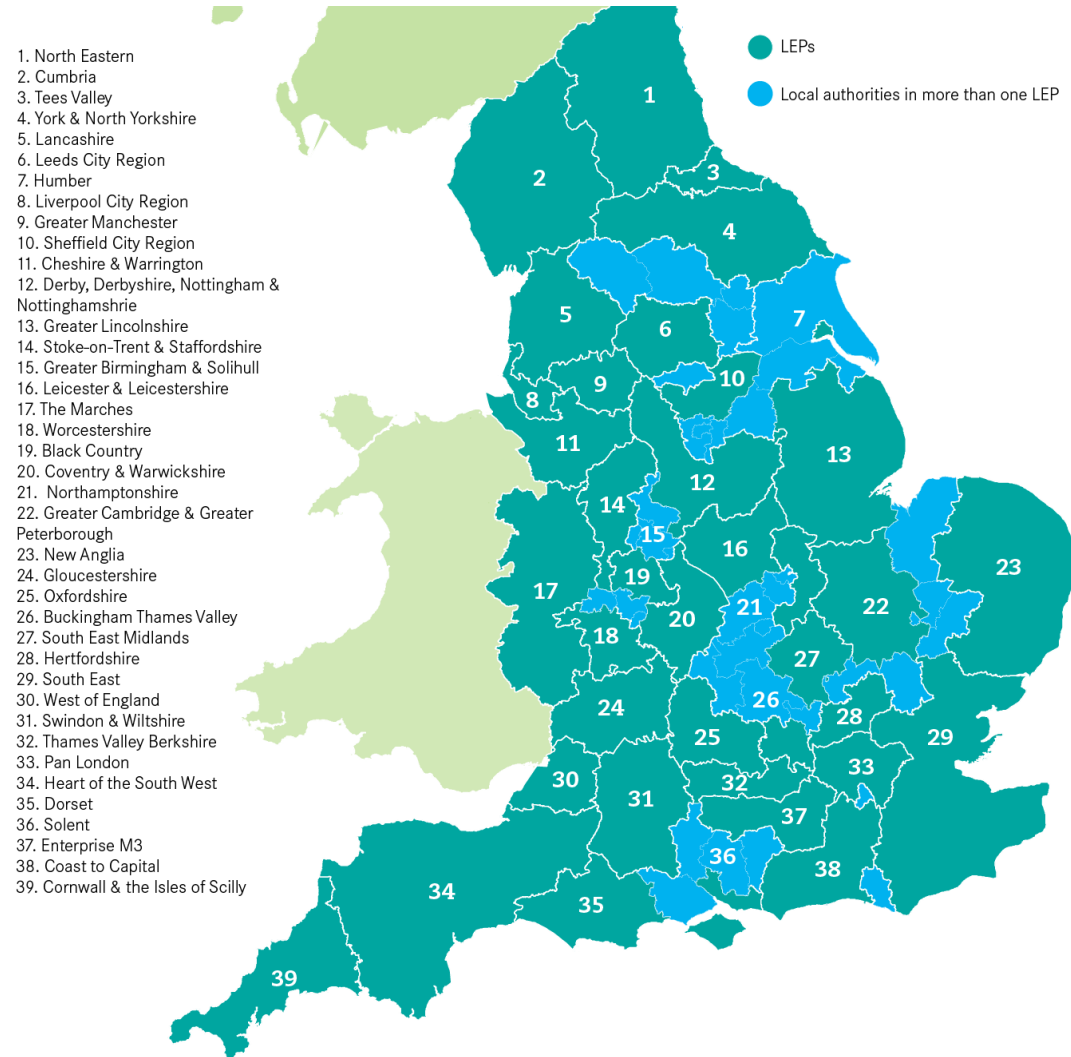 1. North Eastern
2. Cumbria
3. Tees Valley
4. York & North Yorkshire
5. Lancashire
6. Leeds City Region
7. Humber
8. Liverpool City Region
9. Greater Manchester
10. Sheffield City Region
11. Cheshire & Warrington
12. Derby, Derbyshire, Nottingham &
Nottinghamshrie
13. Greater Lincolnshire
14. Stoke-on-Trent & Staffordshire
15. Greater Birmingham & Solihull
16. Leicester & Leicestershire
17. The Marches
18. Worcestershire
19. Black Country
20. Coventry & Warwickshire
21. Northamptonshire
22. Greater Cambridge & Greater
Peterborough
23. New Anglia
24. Gloucestershire
25. Oxfordshire
26. Buckingham Thames Valley
27. South East Midlands
28. Hertfordshire
29. South East
30. West of England
31. Swindon & Wiltshire
32. Thames Valley Berkshire
33. Pan London
34. Heart of the South West
35. Dorset
36. Solent
37. Enterprise M3
38. Coast to Capital
39. Cornwall & the Isles of Scilly
LEPs
Local authorities in more than one LEP
1
2
3
4
5
6
7
8
9
10
11
12
13
14
15
16
17
18
19
20
21
22
23
24
25
26
27
28
29
30
31
32
33
34
35
36
37
38
39